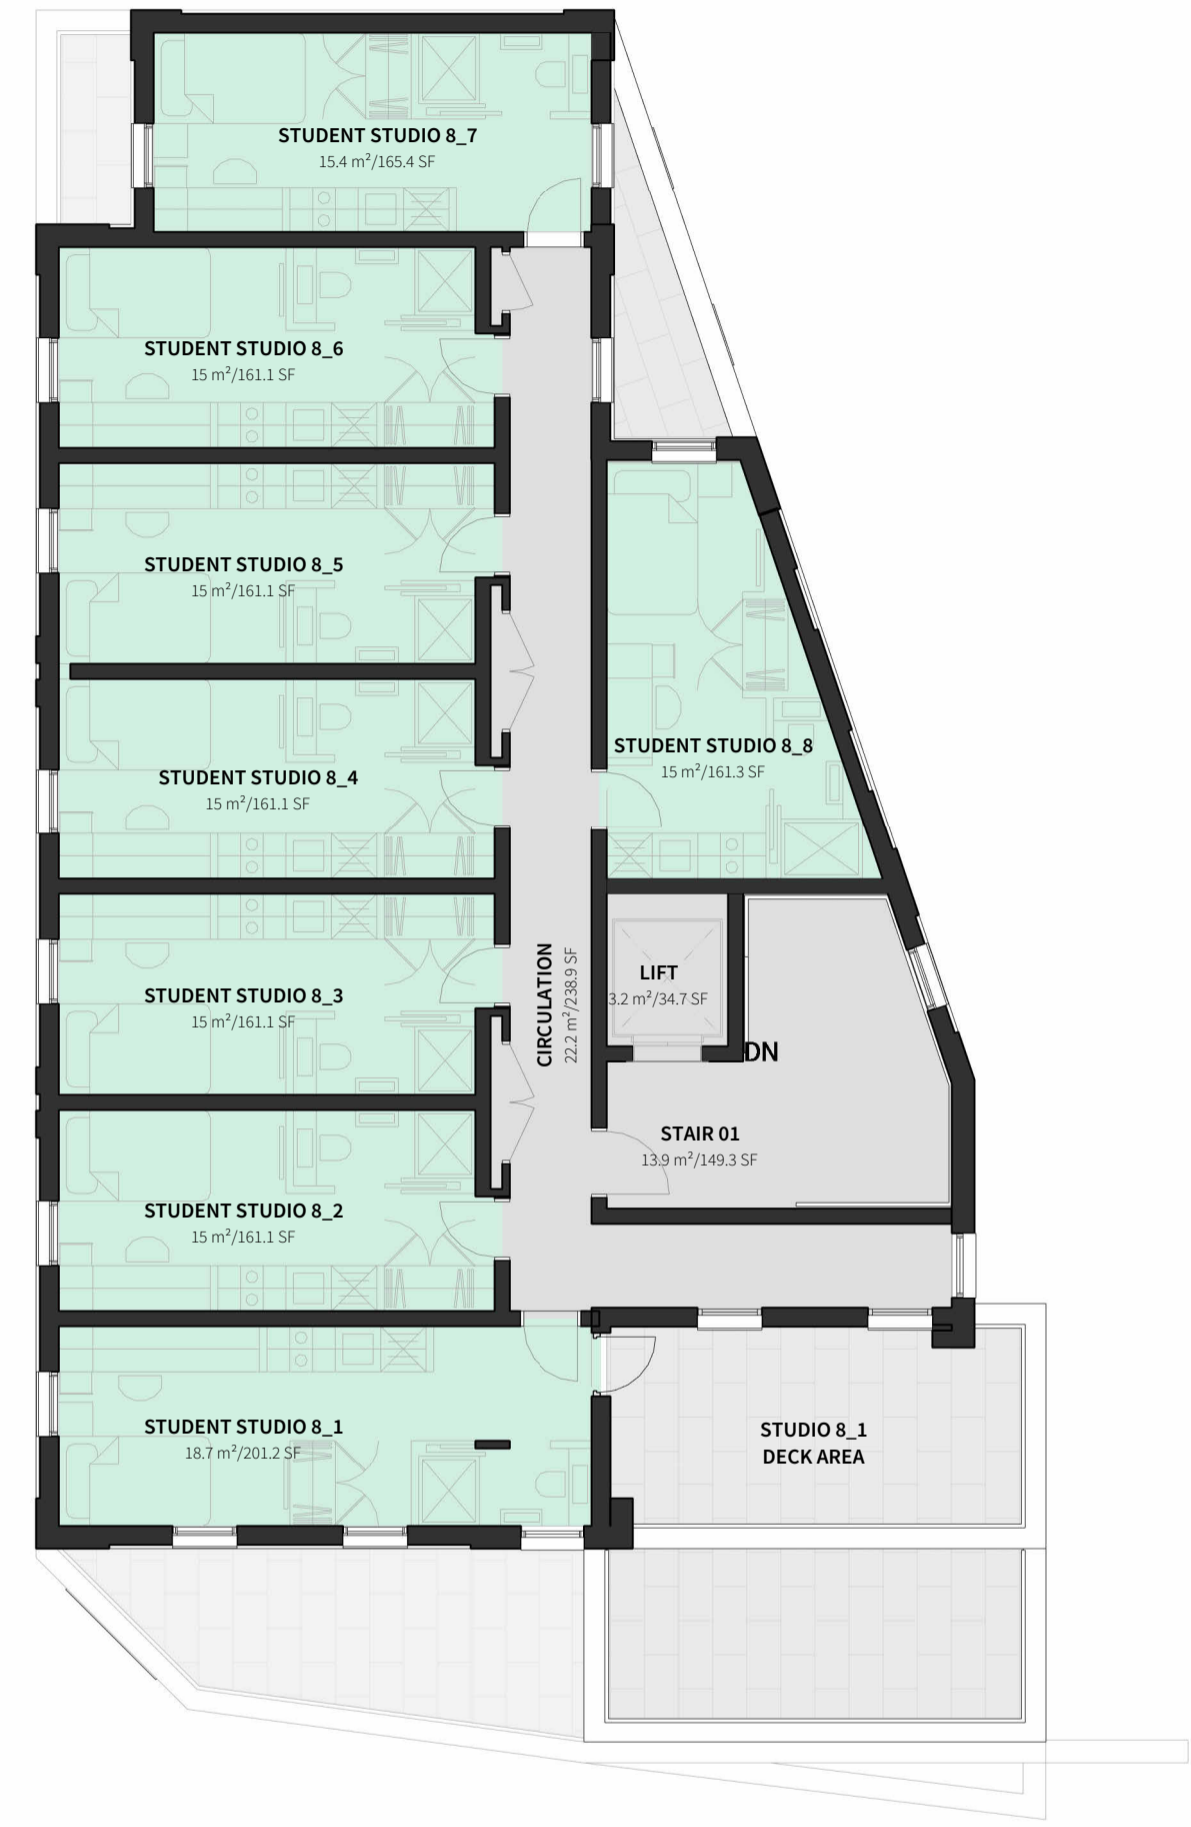 STUDENT STUDIO 8_7
15.4 m²/165.4 SF
STUDENT STUDIO 8_6
15 m²/161.1 SF
STUDENT STUDIO 8_5
15 m²/161.1 SF
STUDENT STUDIO 8_8
15 m²/161.3 SF
STUDENT STUDIO 8_4
15 m²/161.1 SF
LIFT
3.2 m²/34.7 SF
STUDENT STUDIO 8_3
15 m²/161.1 SF
CIRCULATION
22.2 m²/238.9 SF
DN
STAIR 01
13.9 m²/149.3 SF
STUDENT STUDIO 8_2
15 m²/161.1 SF
STUDENT STUDIO 8_1
18.7 m²/201.2 SF
STUDIO 8_1
DECK AREA